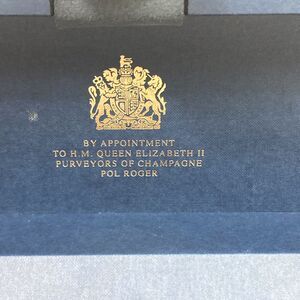 BY APPOINTMENT
TO H.M. QUEEN ELIZABETH II
PURVEYORS OF CHAMPAGNE
POL ROGER